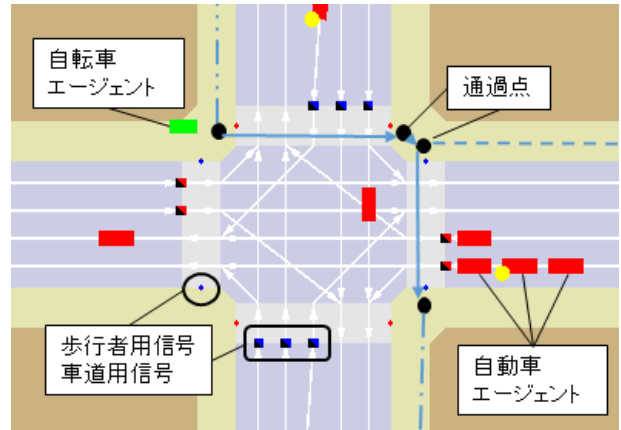 自転車
エージェント
通過点
歩行者用信号
車道用信号
自動車
エージェント